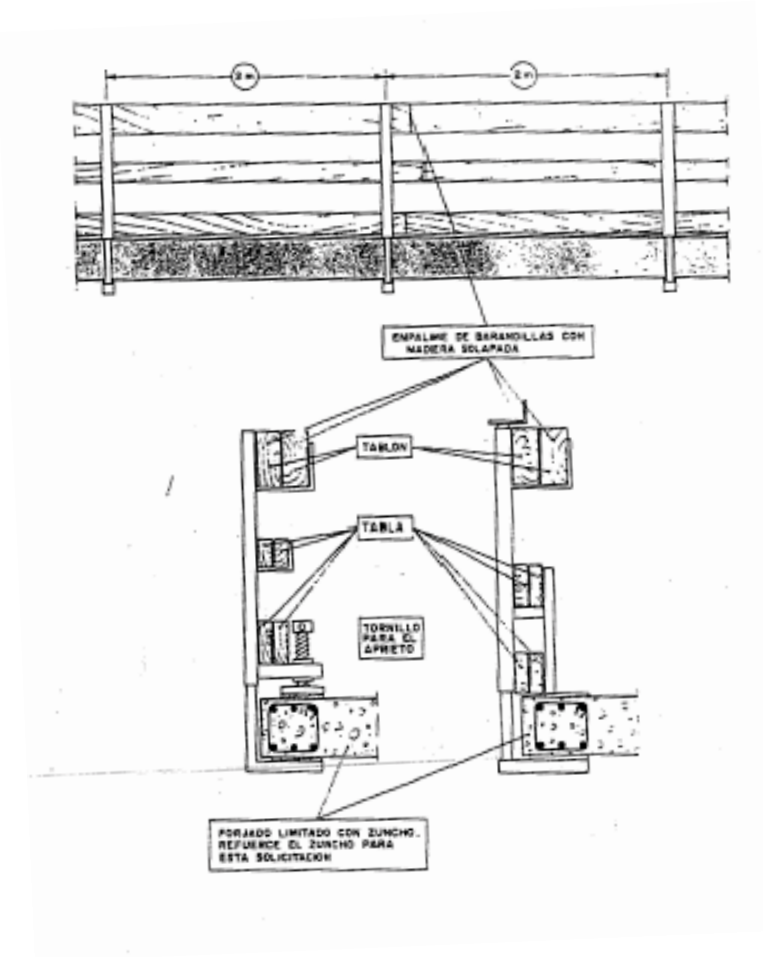 2 m
2 m
EMPALME DE BARANDILLAS CON
MADERA SOLAPADA
TABLON
TABLA
TORNILLO
PARA EL
APRIETO
FORJADO LIMITADO CON ZUNCHO.
REFUERCE EL ZUNCHO PARA
ESTA SOLICITACION